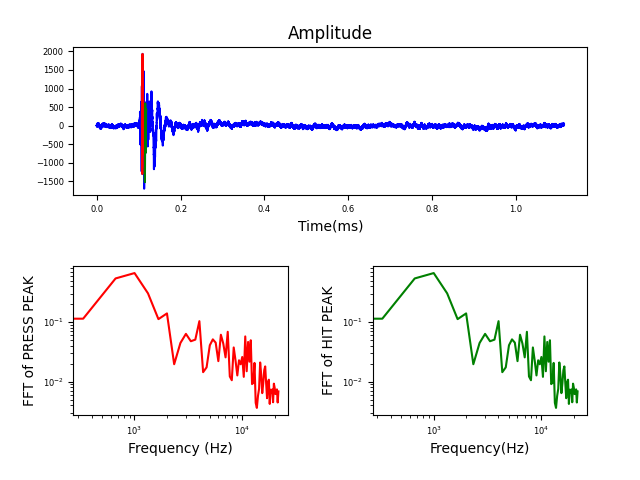 Amplitude
2000
1500
1000
500
0
−500
−1000
−1500
0.0 0.2 0.4 0.6 0.8 1.0
Time(ms)
FFT of PRESS PEAK
10⁻¹
10⁻²
10³ 10⁴
Frequency (Hz)
FFT of HIT PEAK
10⁻¹
10⁻²
10³ 10⁴
Frequency(Hz)